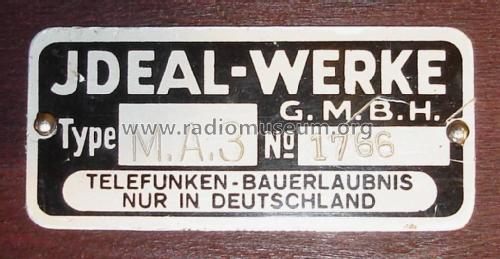 JDEAL-WERKE
G.M.B.H.
Type M.A.3 No 1766
www.radiomuseum.org
TELEFUNKEN-BAUERLAUBNIS
NUR IN DEUTSCHLAND